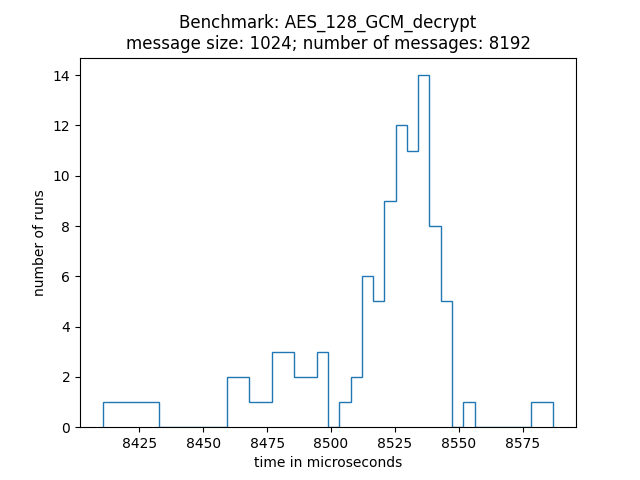 Benchmark: AES_128_GCM_decrypt
message size: 1024; number of messages: 8192
14
12
10
8
6
4
2
0
number of runs
8425 8450 8475 8500 8525 8550 8575
time in microseconds